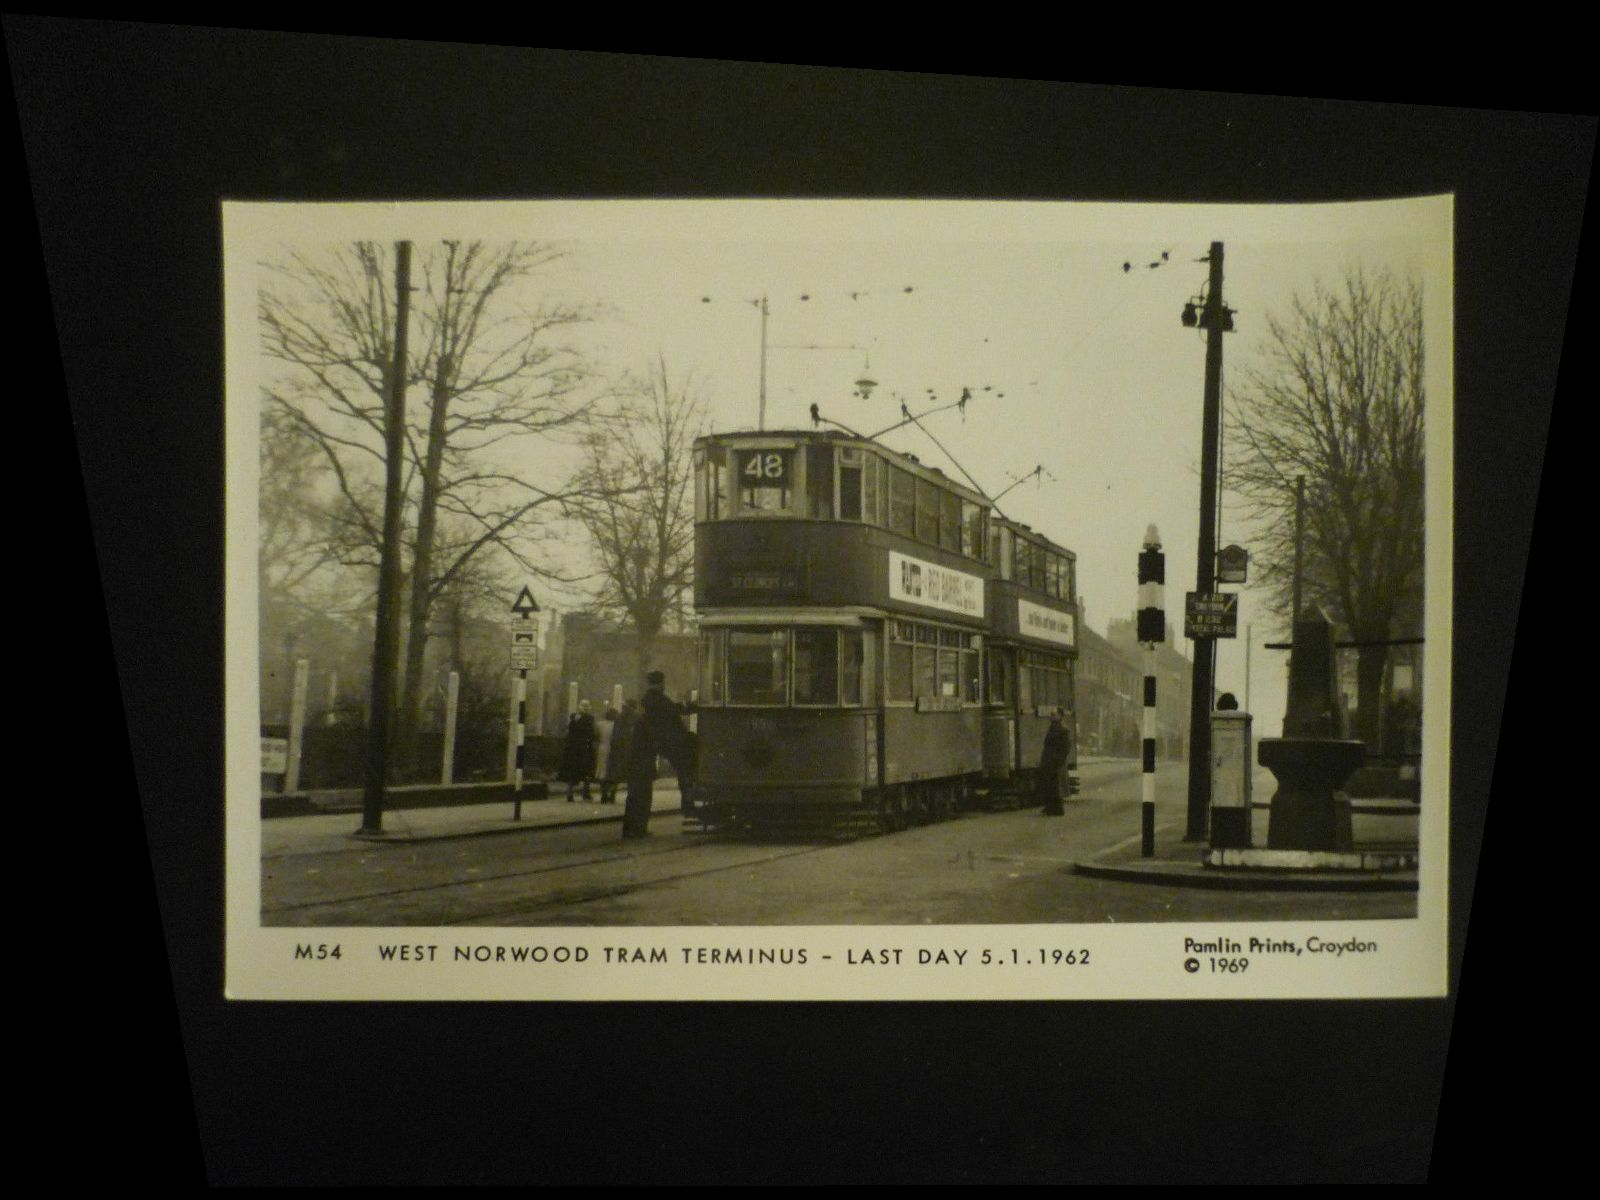 48
RED BARREL
M54 WEST NORWOOD TRAM TERMINUS – LAST DAY 5.1.1962
Pamlin Prints, Croydon
© 1969